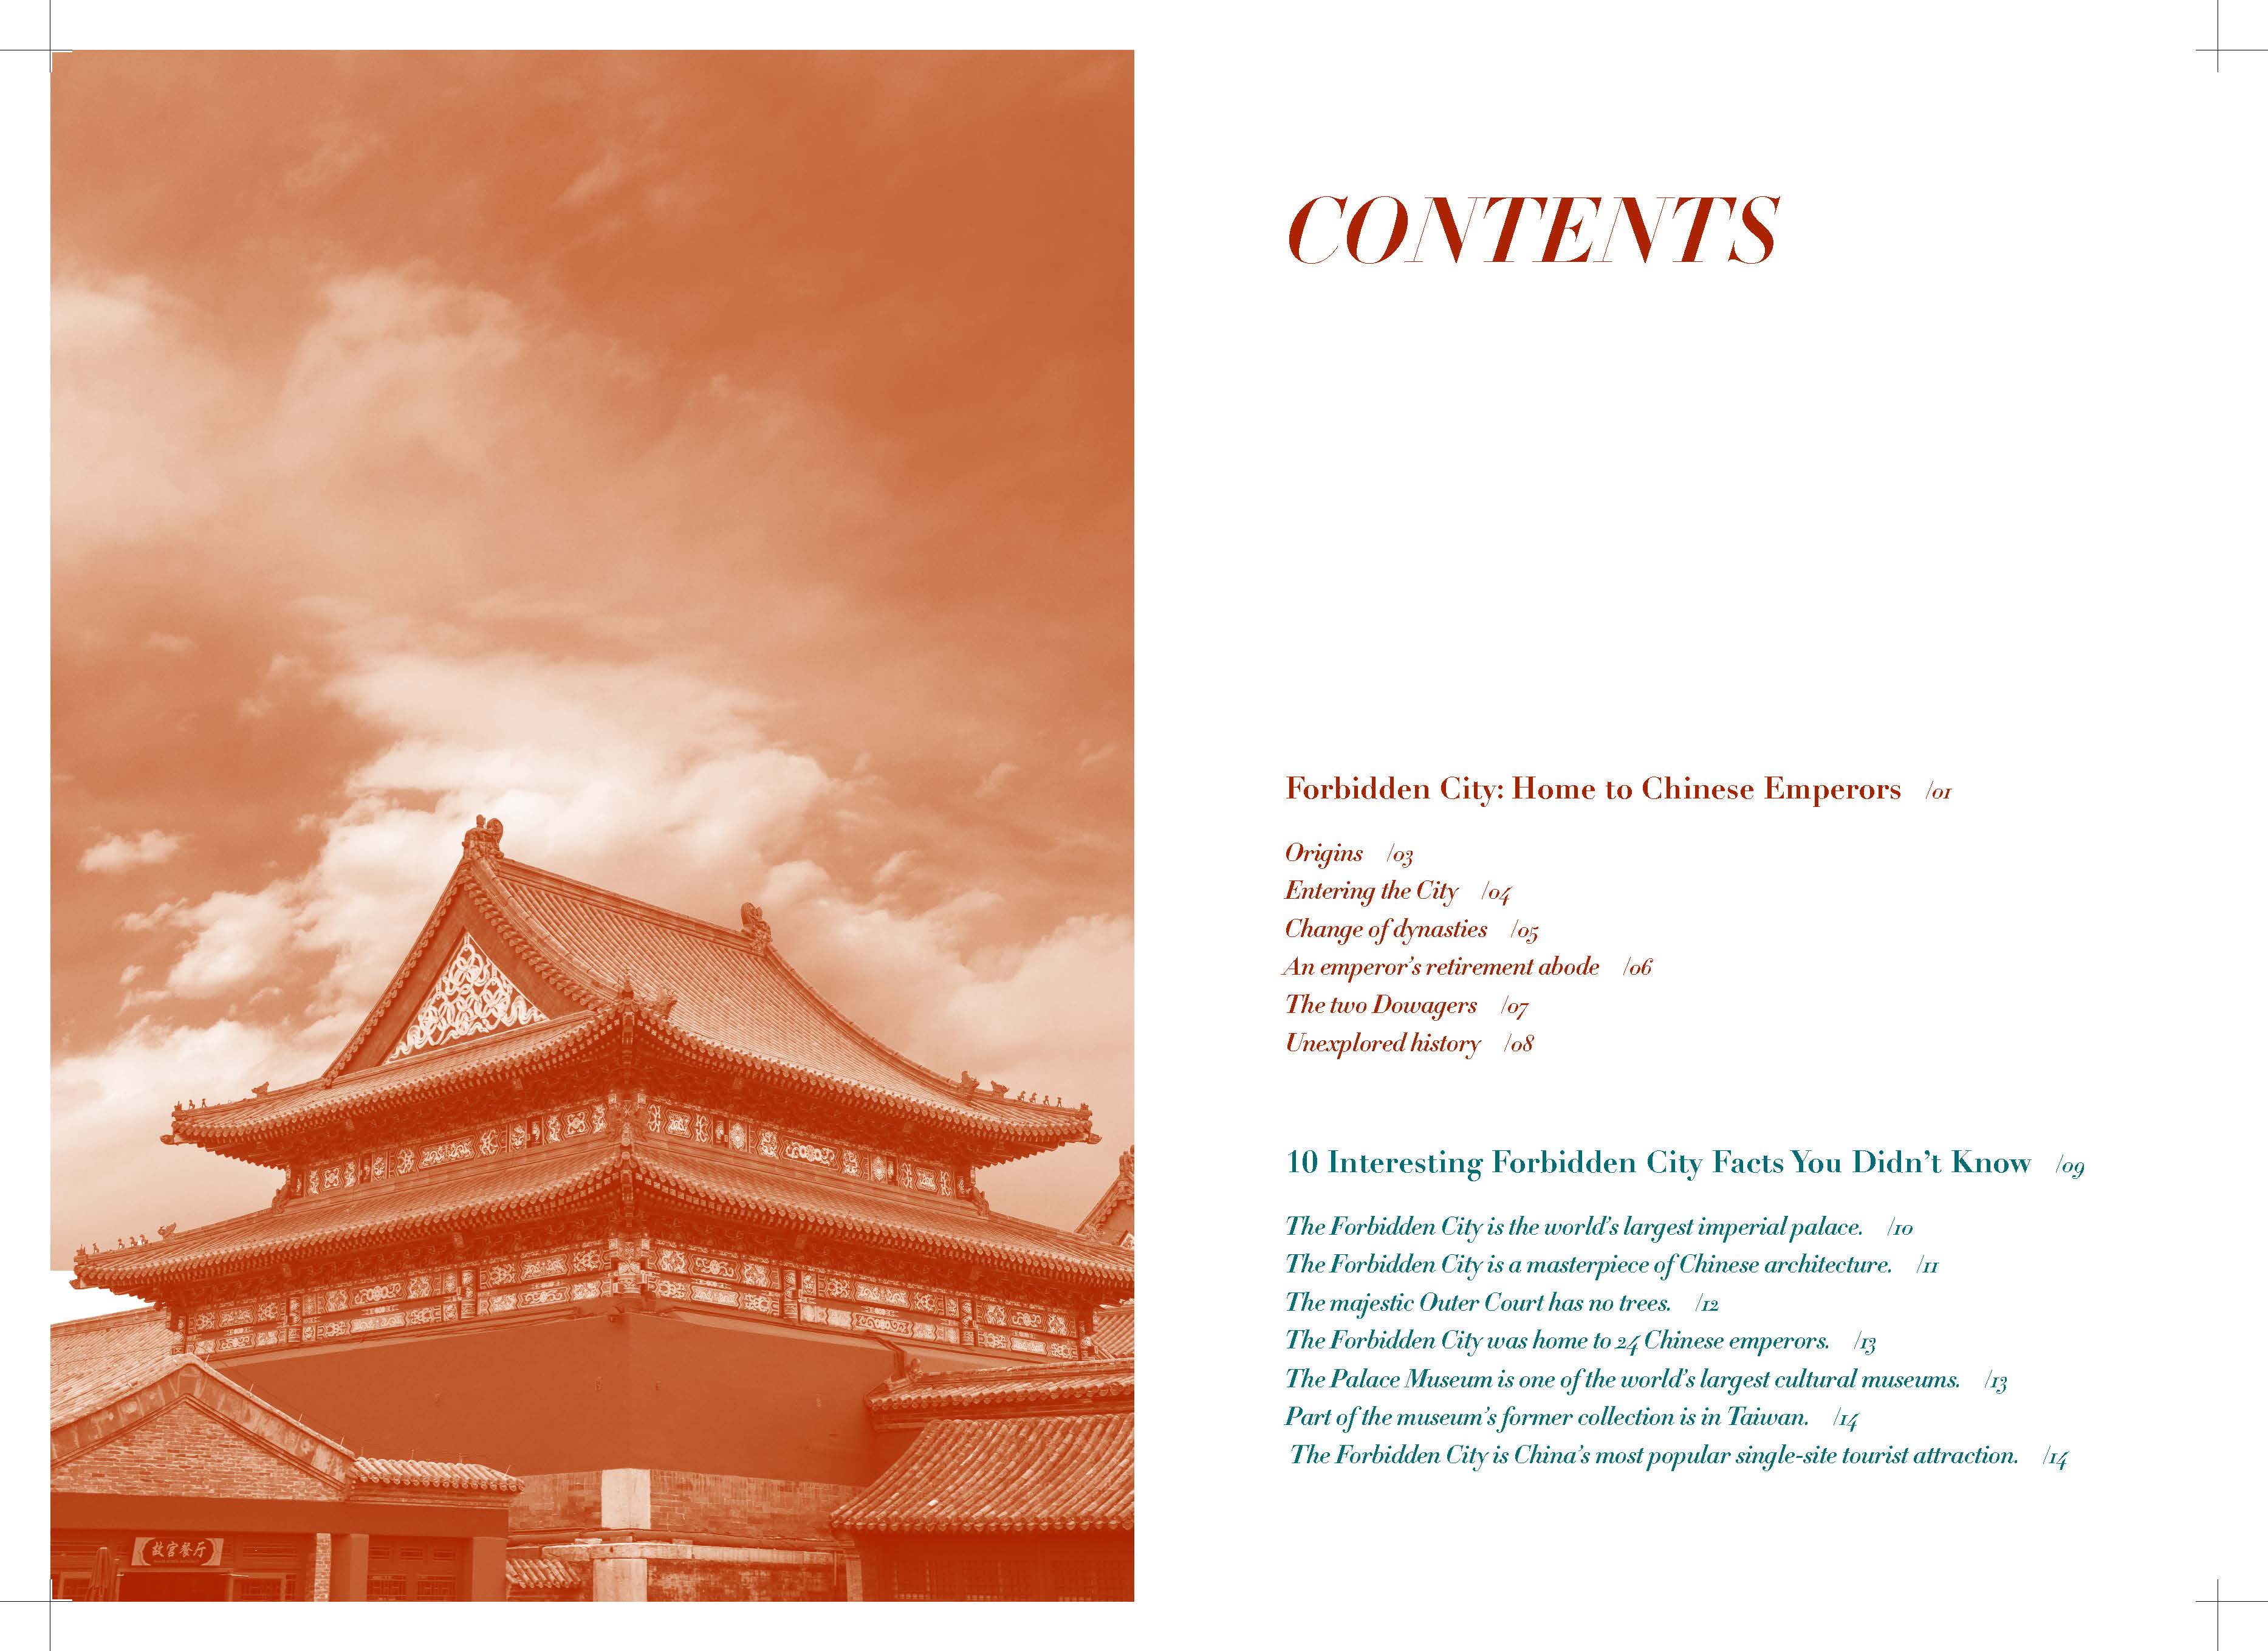 CONTENTS
Forbidden City: Home to Chinese Emperors /01
Origins /03
Entering the City /04
Change of dynasties /05
An emperor’s retirement abode /06
The two Dowagers /07
Unexplored history /08
10 Interesting Forbidden City Facts You Didn’t Know /09
The Forbidden City is the world’s largest imperial palace. /10
The Forbidden City is a masterpiece of Chinese architecture. /11
The majestic Outer Court has no trees. /12
The Forbidden City was home to 24 Chinese emperors. /13
The Palace Museum is one of the world’s largest cultural museums. /13
Part of the museum’s former collection is in Taiwan. /14
The Forbidden City is China’s most popular single-site tourist attraction. /14
故宫餐厅